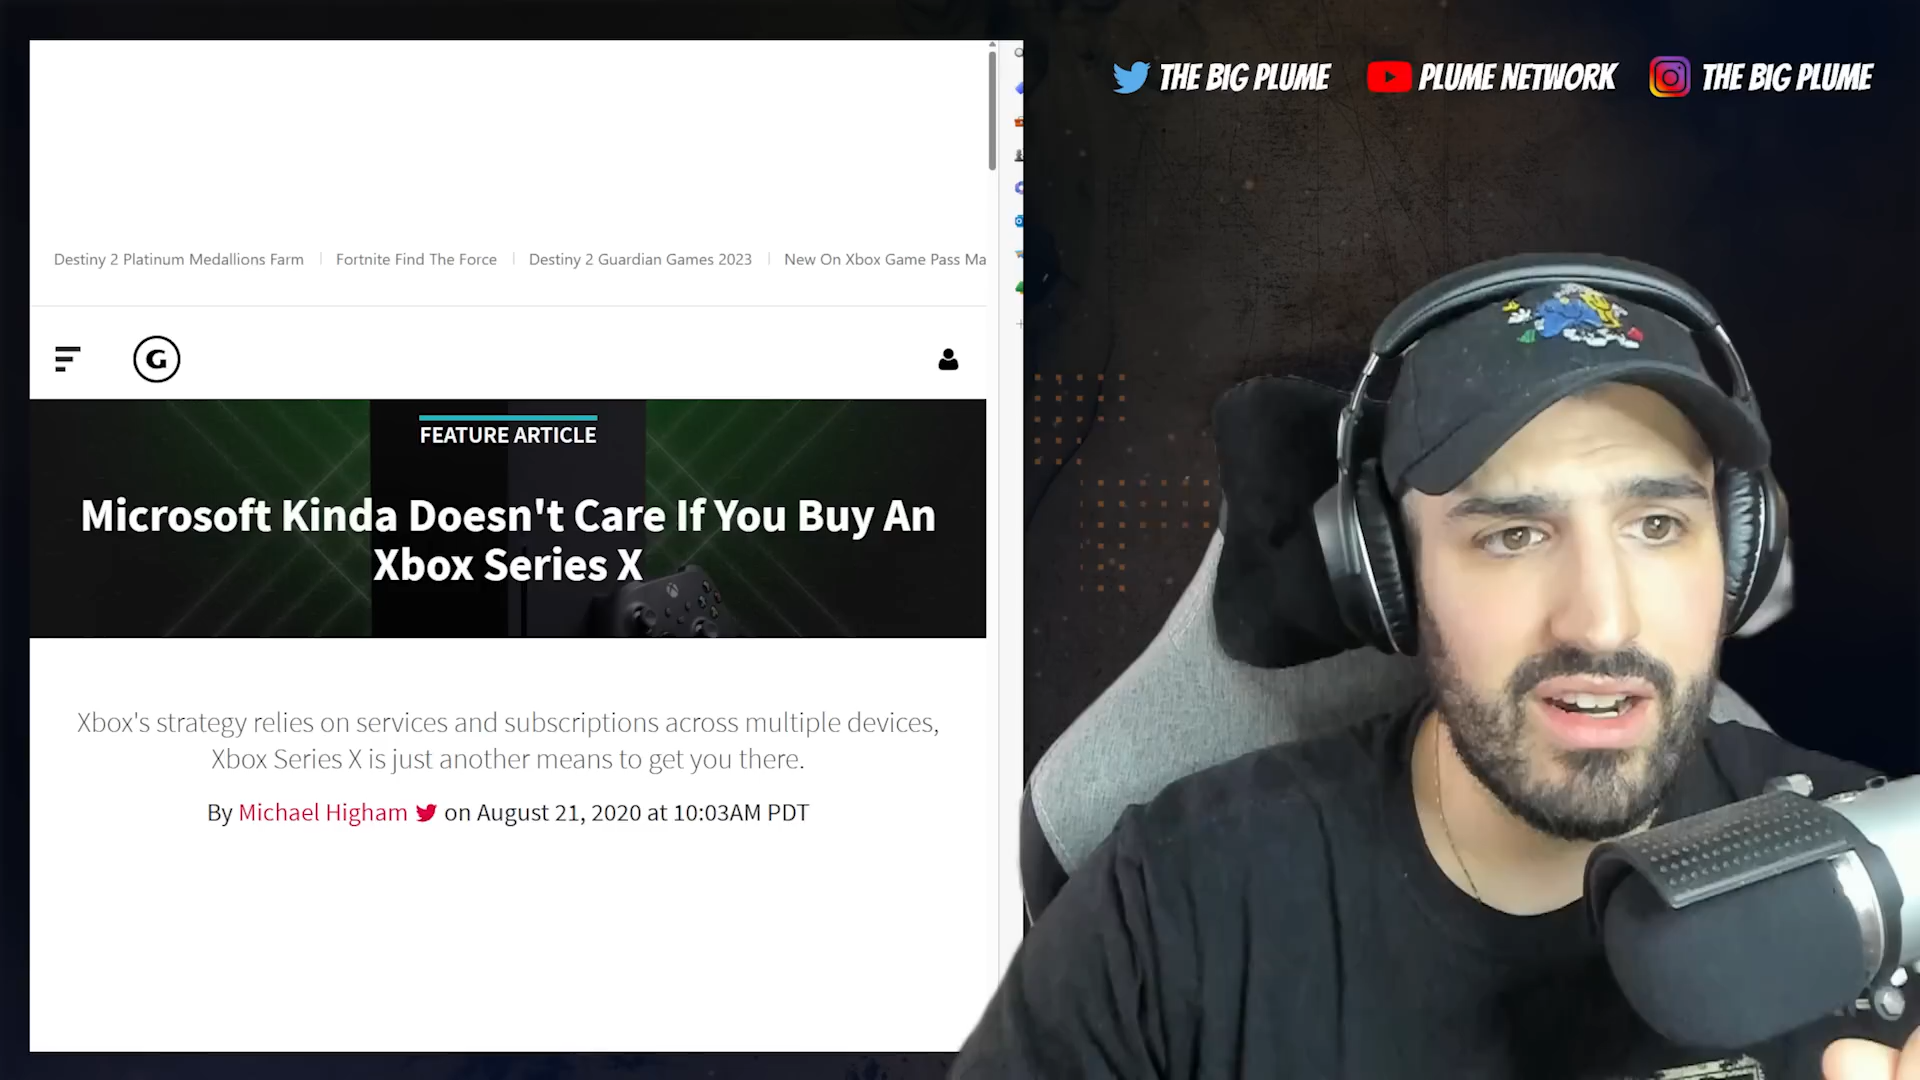 THE BIG PLUME PLUME NETWORK THE BIG PLUME
Destiny 2 Platinum Medallions Farm Fortnite Find The Force Destiny 2 Guardian Games 2023 New On Xbox Game Pass Ma
G
FEATURE ARTICLE
Microsoft Kinda Doesn't Care If You Buy An
Xbox Series X
Xbox's strategy relies on services and subscriptions across multiple devices,
Xbox Series X is just another means to get you there.
By Michael Higham on August 21, 2020 at 10:03AM PDT